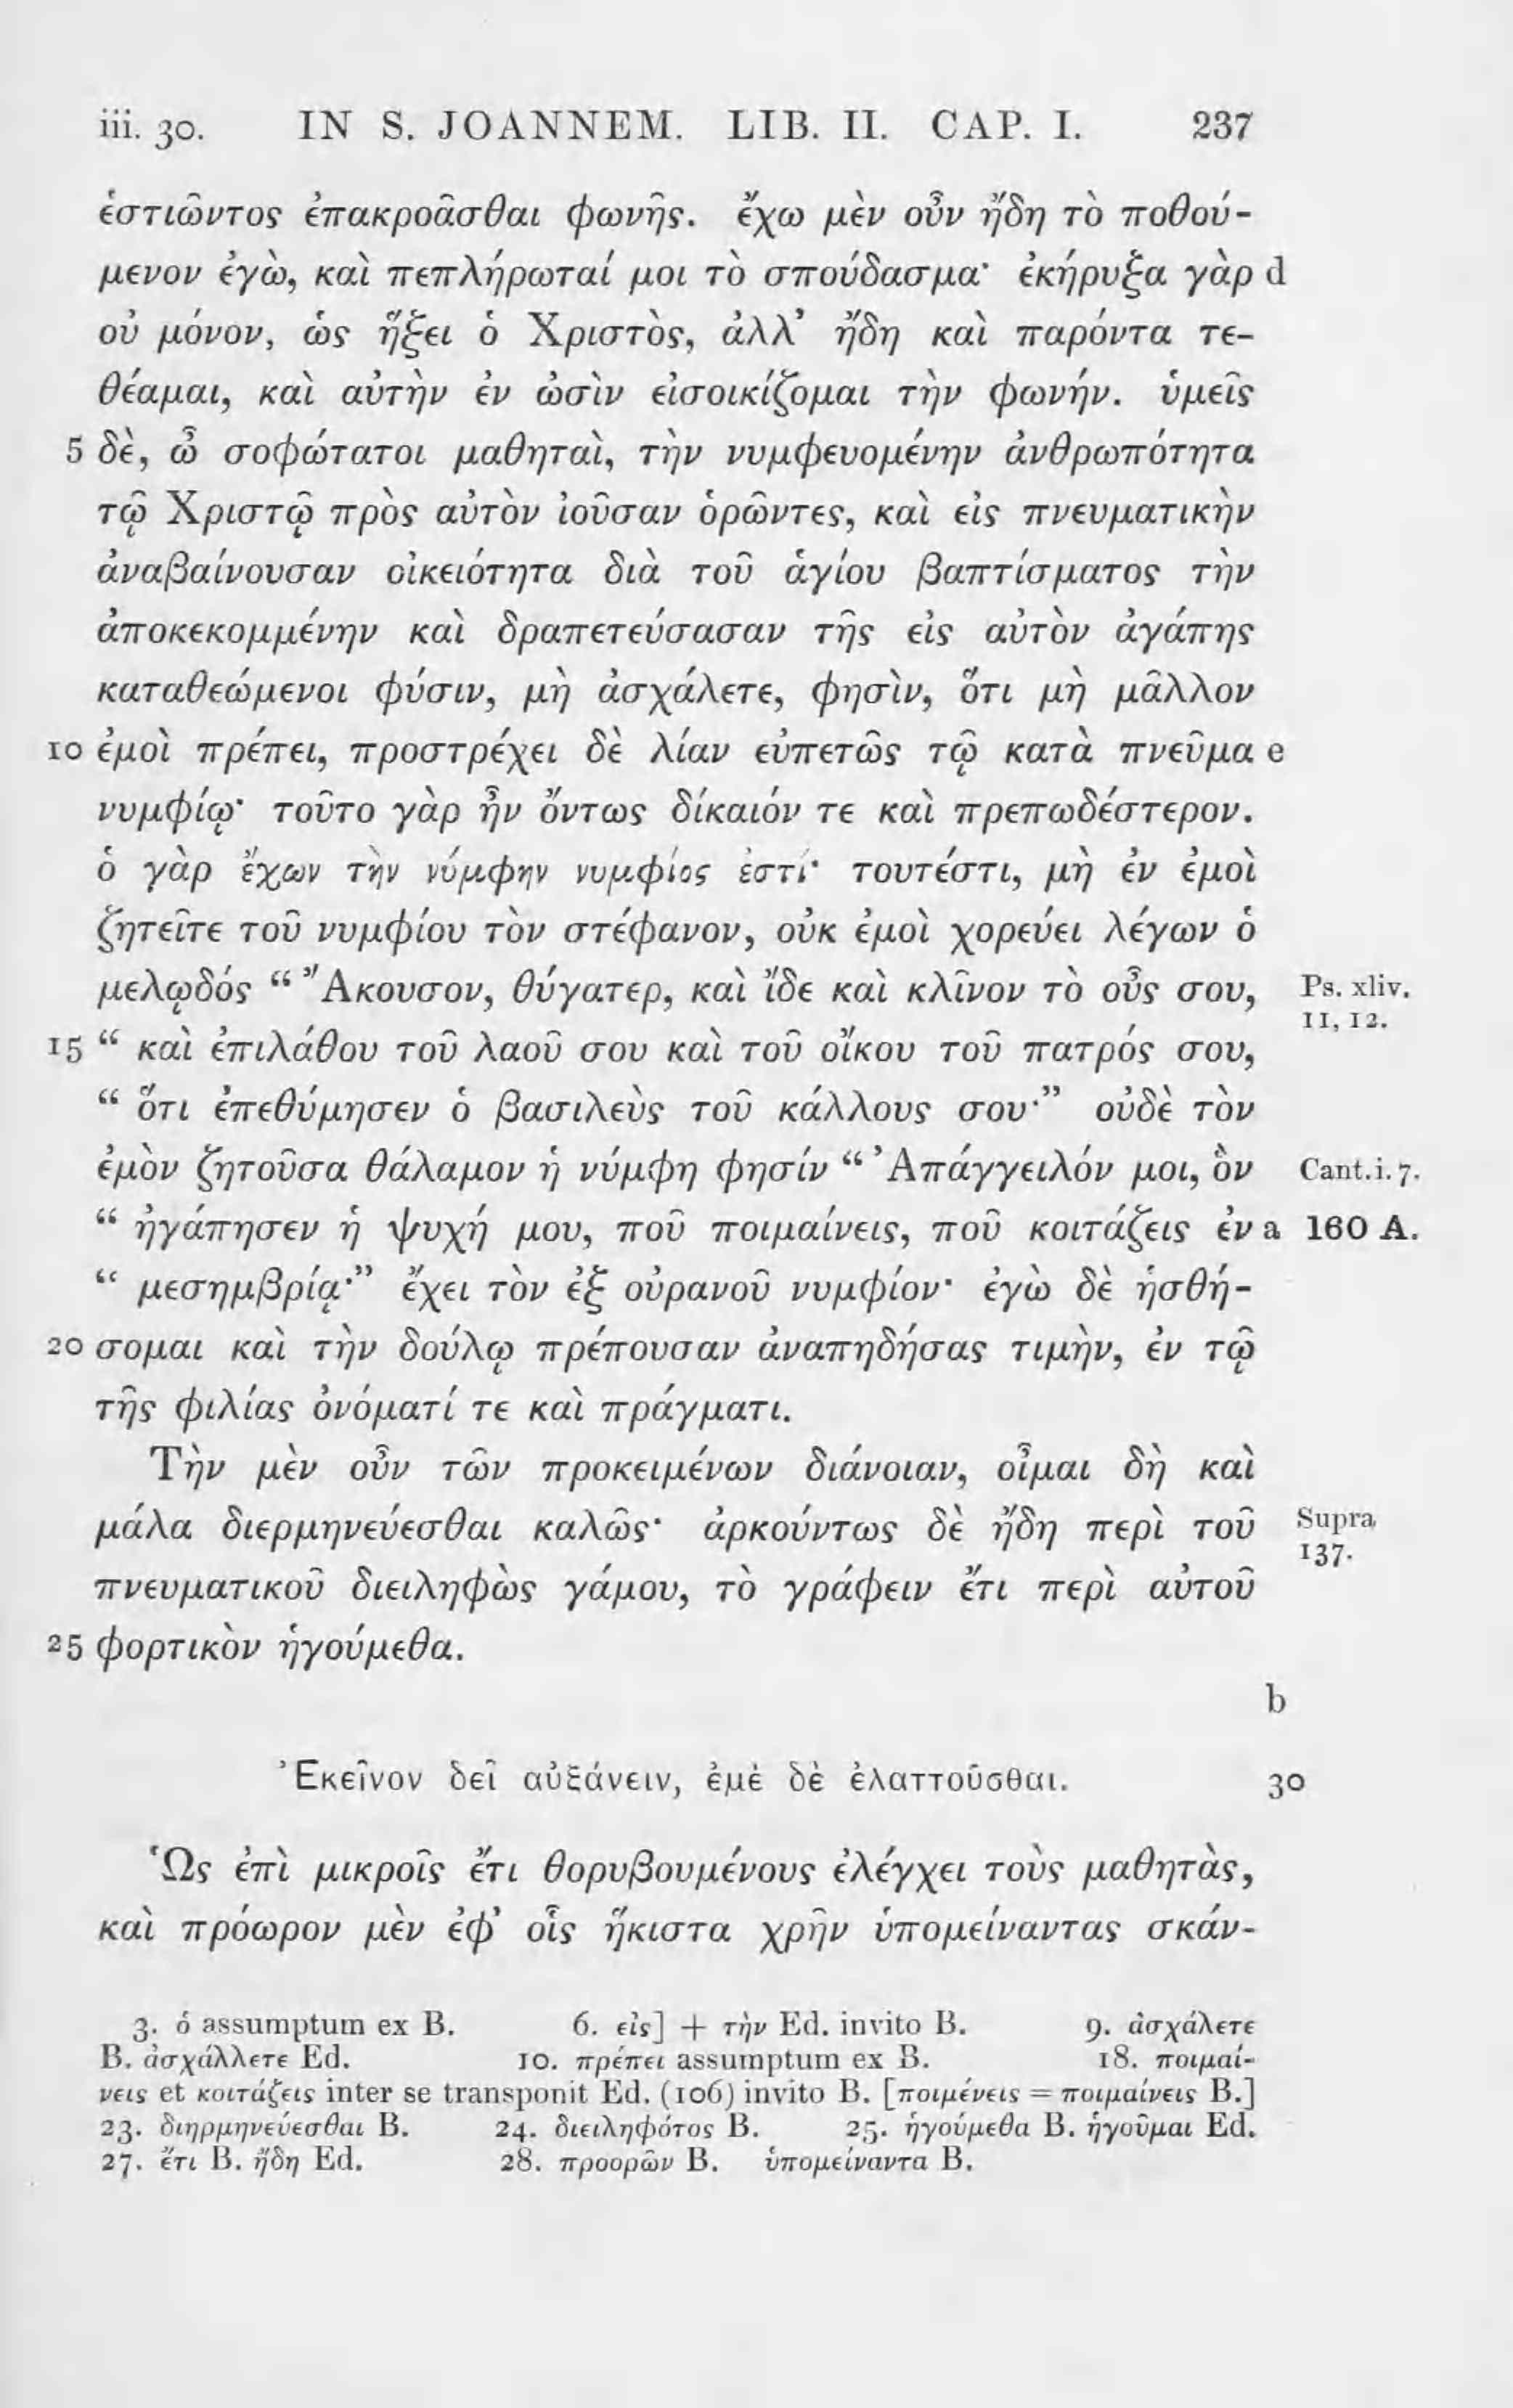 iii. 30. IN S. JOANNEM. LIB. II. CAP. I. 237
ἑστιῶντος ἐπακροᾶσθαι φωνῆς. ἔχω μὲν οὖν ἤδη τὸ ποθού-
μενον ἐγὼ, καὶ πεπλήρωταί μοι τὸ σπούδασμα· ἐκήρυξα γὰρ d
οὐ μόνον, ὡς ἥξει ὁ Χριστὸς, ἀλλ’ ἤδη καὶ παρόντα τε-
θέαμαι, καὶ αὐτὴν ἐν ὠσὶν εἰσοικίζομαι τὴν φωνήν. ὑμεῖς
5 δὲ, ὦ σοφώτατοι μαθηταὶ, τὴν νυμφευομένην ἀνθρωπότητα
τῷ Χριστῷ πρὸς αὐτὸν ἰοῦσαν ὁρῶντες, καὶ εἰς πνευματικὴν
ἀναβαίνουσαν οἰκειότητα διὰ τοῦ ἁγίου βαπτίσματος τὴν
ἀποκεκομμένην καὶ δραπετεύσασαν τῆς εἰς αὐτὸν ἀγάπης
καταθεώμενοι φύσιν, μὴ ἀσχάλετε, φησὶν, ὅτι μὴ μᾶλλον
10 ἐμοὶ πρέπει, προστρέχει δὲ λίαν εὐπετῶς τῷ κατὰ πνεῦμα e
νυμφίῳ· τοῦτο γὰρ ἦν ὄντως δίκαιόν τε καὶ πρεπωδέστερον.
ὁ γὰρ ἔχων τὴν νύμφην νυμφίος ἐστί· τουτέστι, μὴ ἐν ἐμοὶ
ζητεῖτε τοῦ νυμφίου τὸν στέφανον, οὐκ ἐμοὶ χορεύει λέγων ὁ
μελῳδός “ Ἄκουσον, θύγατερ, καὶ ἴδε καὶ κλῖνον τὸ οὖς σου, Ps. xliv. 11, 12.
15 “ καὶ ἐπιλάθου τοῦ λαοῦ σου καὶ τοῦ οἴκου τοῦ πατρός σου,
“ ὅτι ἐπεθύμησεν ὁ βασιλεὺς τοῦ κάλλους σου·” οὐδὲ τὸν
ἐμὸν ζητοῦσα θάλαμον ἡ νύμφη φησίν “ Ἀπάγγειλόν μοι, ὃν Cant. i. 7.
“ ἠγάπησεν ἡ ψυχή μου, ποῦ ποιμαίνεις, ποῦ κοιτάζεις ἐν a 160 A.
“ μεσημβρίᾳ·” ἔχει τὸν ἐξ οὐρανοῦ νυμφίον· ἐγὼ δὲ ἡσθή-
20 σομαι καὶ τὴν δούλῳ πρέπουσαν ἀναπηδήσας τιμὴν, ἐν τῷ
τῆς φιλίας ὀνόματί τε καὶ πράγματι.
Τὴν μὲν οὖν τῶν προκειμένων διάνοιαν, οἶμαι δὴ καὶ
μάλα διερμηνεύεσθαι καλῶς· ἀρκούντως δὲ ἤδη περὶ τοῦ Supra 137.
πνευματικοῦ διειληφὼς γάμου, τὸ γράφειν ἔτι περὶ αὐτοῦ
25 φορτικὸν ἡγούμεθα.
b
Ἐκεῖνον δεῖ αὐξάνειν, ἐμὲ δὲ ἐλαττοῦσθαι. 30
Ὡς ἐπὶ μικροῖς ἔτι θορυβουμένους ἐλέγχει τοὺς μαθητὰς,
καὶ πρόωρον μὲν ἐφ’ οἷς ἥκιστα χρῆν ὑπομείναντας σκάν-
3. ὁ assumptum ex B. 6. εἰς] + τὴν Ed. invito B. 9. ἀσχάλετε
B. ἀσχάλλετε Ed. 10. πρέπει assumptum ex B. 18. ποιμαί-
νεις et κοιτάζεις inter se transponit Ed. (106) invito B. [ποιμένεις = ποιμαίνεις B.]
23. διηρμηνεύεσθαι B. 24. διειληφότος B. 25. ἡγούμεθα B. ἡγοῦμαι Ed.
27. ἔτι B. ἤδη Ed. 28. προορῶν B. ὑπομείναντα B.